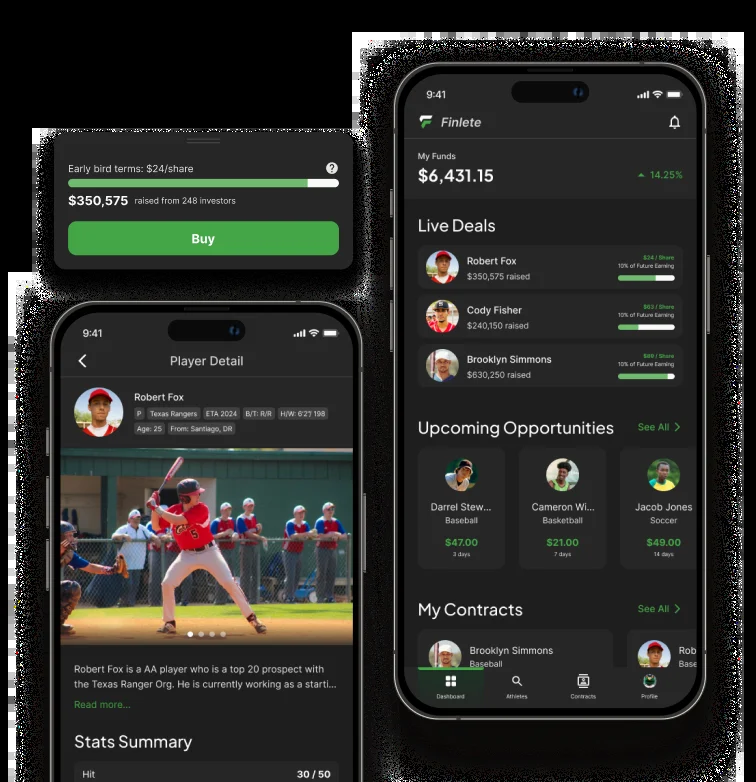 Early bird terms: $24/share
?
$350,575 raised from 248 investors
Buy
9:41
Player Detail
Robert Fox
P Texas Rangers ETA 2024 B/T: R/R H/W: 6'2"/ 198
Age: 25 From: Santiago, DR
Robert Fox is a AA player who is a top 20 prospect with
the Texas Ranger Org. He is currently working as a starti...
Read more...
Stats Summary
Hit 30 / 50
9:41
Finlete
My Funds
$6,431.15 14.25%
Live Deals
Robert Fox
$350,575 raised
$24 / Share
10% of Future Earning
Cody Fisher
$240,150 raised
$63 / Share
10% of Future Earning
Brooklyn Simmons
$630,250 raised
10% of Future Earning
Upcoming Opportunities See All
Darrel Stew...
Baseball
$47.00
3 days
Cameron Wi...
Basketball
$21.00
7 days
Jacob Jones
Soccer
$49.00
14 days
My Contracts See All
Brooklyn Simmons
Baseball
Rob
Base
Dashboard Athletes Contracts Profile